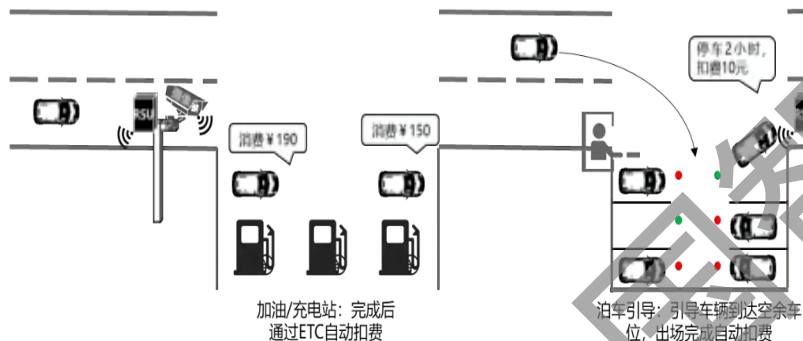 RSU
消费￥190
消费￥150
停车2小时，
扣费10元
加油/充电站：完成后
通过ETC自动扣费
泊车引导：引导车辆到达空余车
位，出场完成自动扣费